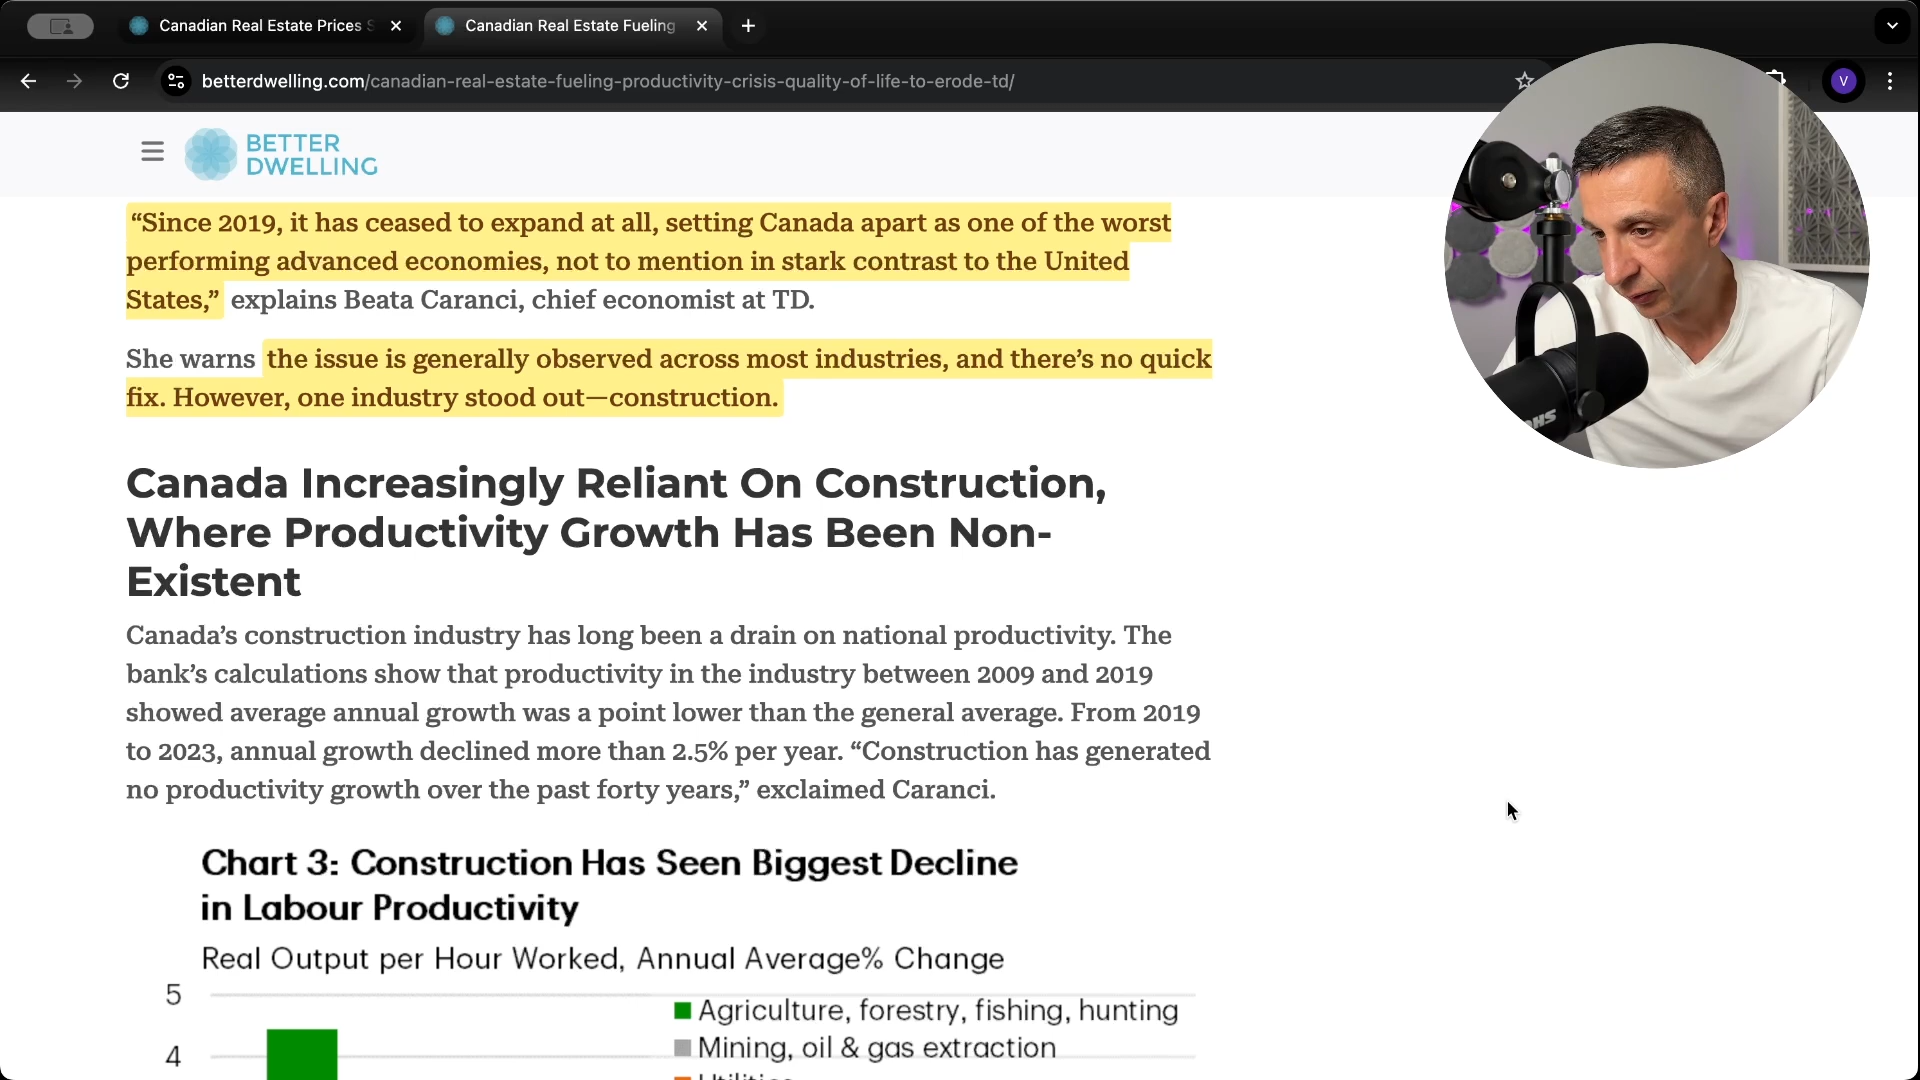 Canadian Real Estate Prices S
Canadian Real Estate Fueling
betterdwelling.com/canadian-real-estate-fueling-productivity-crisis-quality-of-life-to-erode-td/
V
BETTER
DWELLING
“Since 2019, it has ceased to expand at all, setting Canada apart as one of the worst
performing advanced economies, not to mention in stark contrast to the United
States,” explains Beata Caranci, chief economist at TD.
She warns the issue is generally observed across most industries, and there’s no quick
fix. However, one industry stood out—construction.
Canada Increasingly Reliant On Construction,
Where Productivity Growth Has Been Non-
Existent
Canada’s construction industry has long been a drain on national productivity. The
bank’s calculations show that productivity in the industry between 2009 and 2019
showed average annual growth was a point lower than the general average. From 2019
to 2023, annual growth declined more than 2.5% per year. “Construction has generated
no productivity growth over the past forty years,” exclaimed Caranci.
Chart 3: Construction Has Seen Biggest Decline
in Labour Productivity
Real Output per Hour Worked, Annual Average% Change
5
Agriculture, forestry, fishing, hunting
4
Mining, oil & gas extraction
Utilities